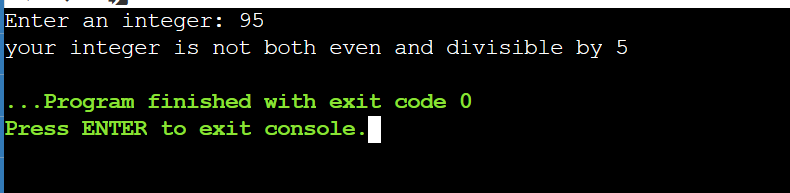 Enter an integer: 95
your integer is not both even and divisible by 5
...Program finished with exit code 0
Press ENTER to exit console.